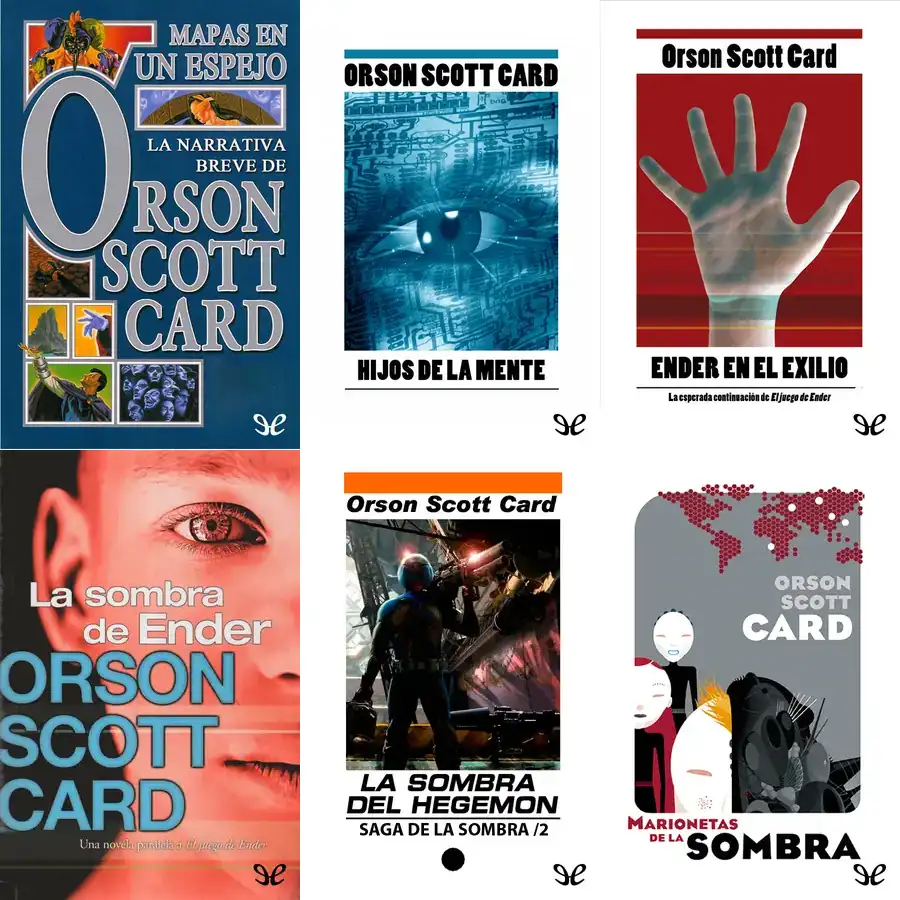 MAPAS EN
UN ESPEJO
LA NARRATIVA
BREVE DE
ORSON
SCOTT
CARD
ORSON SCOTT CARD
HIJOS DE LA MENTE
Orson Scott Card
ENDER EN EL EXILIO
La esperada continuación de El juego de Ender
La sombra
de Ender
ORSON
SCOTT
CARD
Una novela paralela a El juego de Ender
Orson Scott Card
LA SOMBRA
DEL HEGEMON
SAGA DE LA SOMBRA /2
ORSON
SCOTT
CARD
MARIONETAS
DE LA
SOMBRA